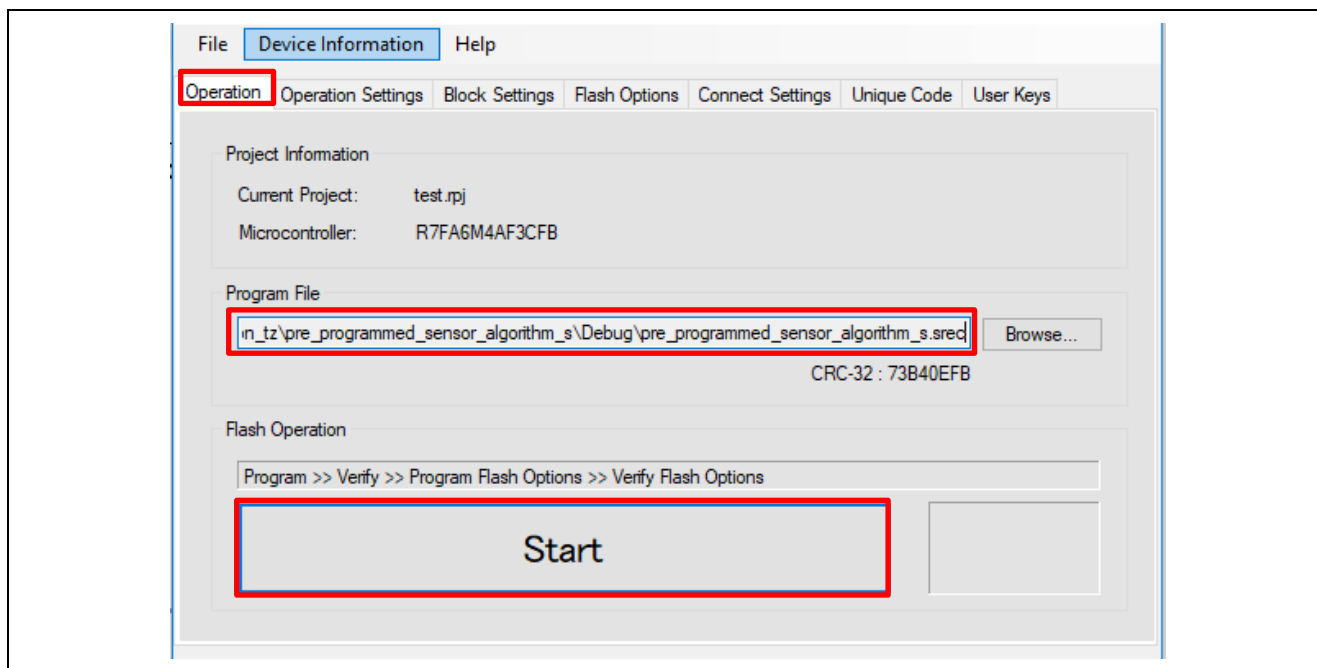 File Device Information Help
Operation Operation Settings Block Settings Flash Options Connect Settings Unique Code User Keys
Project Information
Current Project: test.rpj
Microcontroller: R7FA6M4AF3CFB
Program File
n_tz\pre_programmed_sensor_algorithm_s\Debug\pre_programmed_sensor_algorithm_s.srec Browse...
CRC-32 : 73B40EFB
Flash Operation
Program >> Verify >> Program Flash Options >> Verify Flash Options
Start